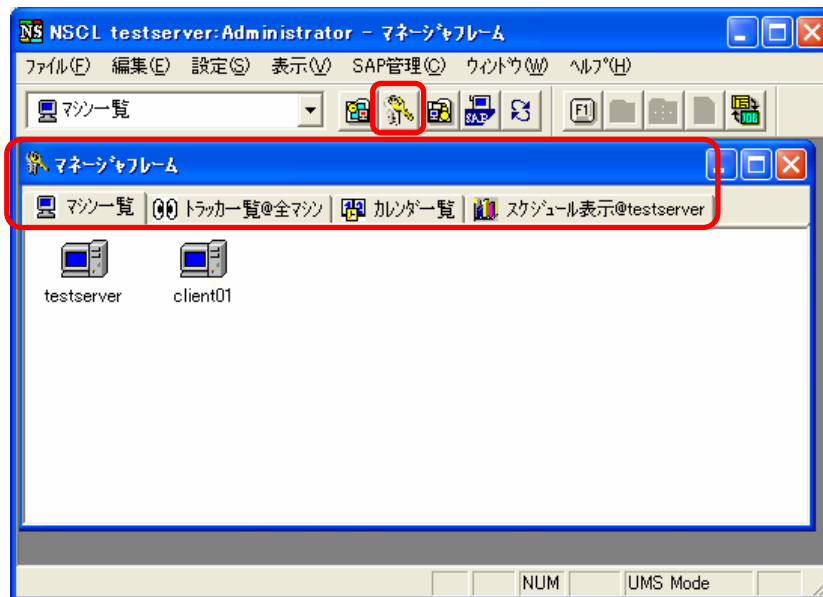 NSCL testserver:Administrator - マネージャフレーム
ファイル(F) 編集(E) 設定(S) 表示(V) SAP管理(C) ウィンドウ(W) ヘルプ(H)
マシン一覧 SAP F1 JOB
マネージャフレーム
マシン一覧 トラッカ一覧@全マシン カレンダ一覧 スケジュール表示@testserver
testserver client01
NUM UMS Mode